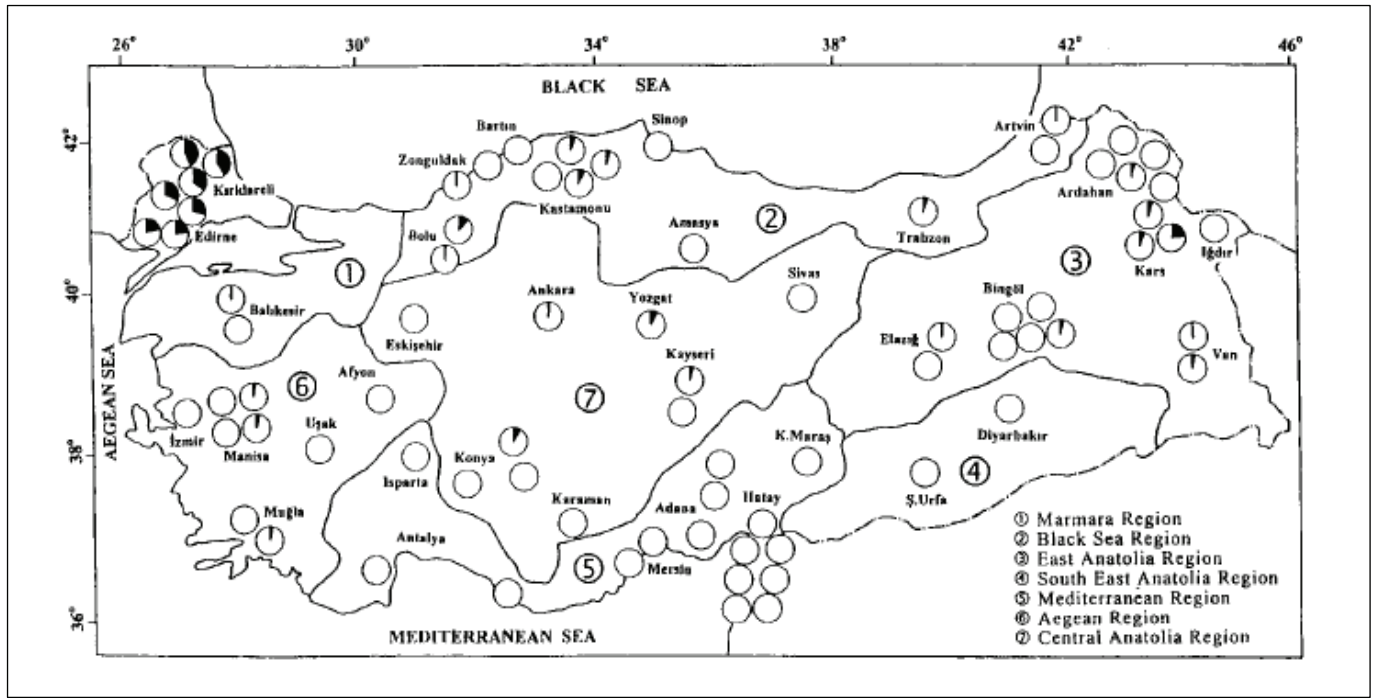 26° 30° 34° 38° 42° 46°
BLACK SEA
42°
Bartın
Sinop
Artvin
Zonguldak
Kırklareli
Kastamonu
Ardahan
Edirne
Bolu
Amasya
②
Trabzon
Iğdır
①
③
Kars
40°
Ankara
Yozgat
Sivas
Bingöl
Balıkesir
Eskişehir
Elazığ
Van
Kayseri
AEGEAN SEA
⑥
Afyon
⑦
İzmir
Uşak
Diyarbakır
Manisa
K.Maraş
38°
Konya
Isparta
④
Ş.Urfa
Muğla
Karaman
Adana
Hatay
Antalya
⑤
Mersin
36°
MEDITERRANEAN SEA
① Marmara Region
② Black Sea Region
③ East Anatolia Region
④ South East Anatolia Region
⑤ Mediterranean Region
⑥ Aegean Region
⑦ Central Anatolia Region